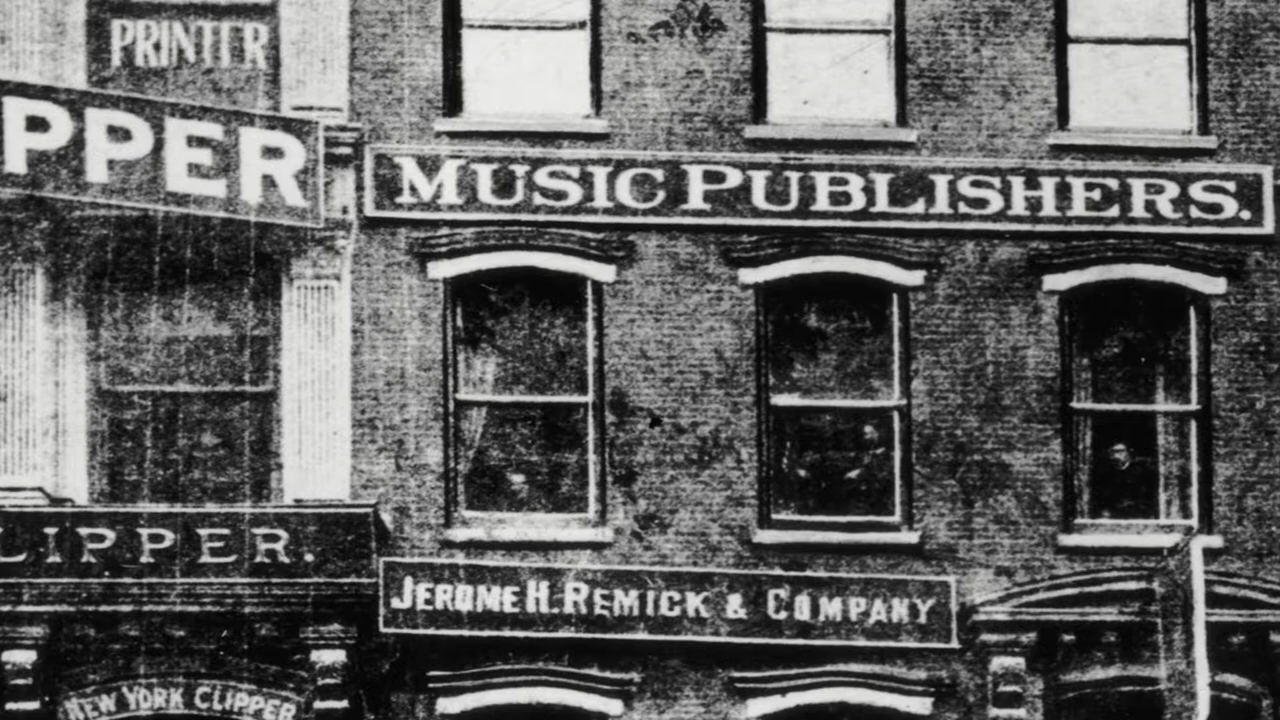 PRINTER
PPER
MUSIC PUBLISHERS.
LIPPER.
JEROME H. REMICK & COMPANY
NEW YORK CLIPPER